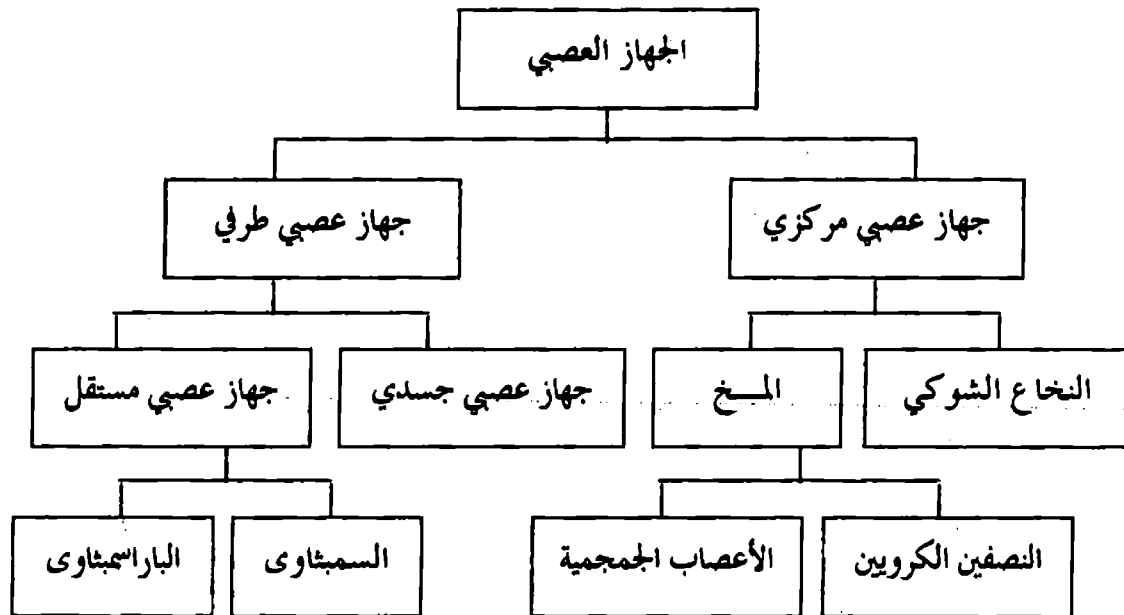 الجهاز العصبي
جهاز عصبي مركزي
جهاز عصبي طرفي
النخاع الشوكي
المـــخ
جهاز عصبي جسدي
جهاز عصبي مستقل
النصفين الكرويين
الأعصاب الجمجمية
السمبثاوى
الباراسمبثاوى